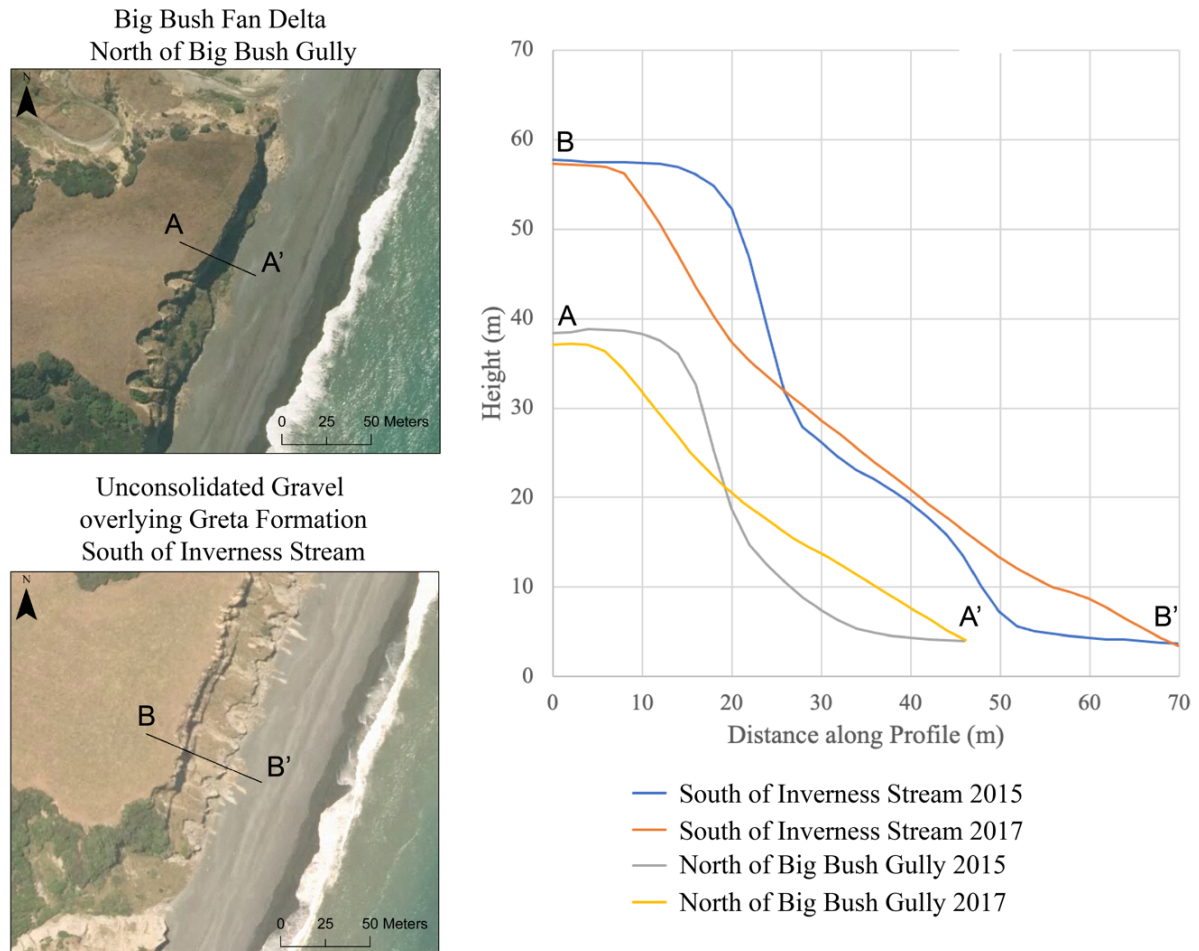 Big Bush Fan Delta
North of Big Bush Gully
N
A
A'
0 25 50 Meters
Unconsolidated Gravel
overlying Greta Formation
South of Inverness Stream
N
B
B'
0 25 50 Meters
70
60
50
40
30
20
10
0
Height (m)
B
A
A'
B'
0 10 20 30 40 50 60 70
Distance along Profile (m)
South of Inverness Stream 2015
South of Inverness Stream 2017
North of Big Bush Gully 2015
North of Big Bush Gully 2017